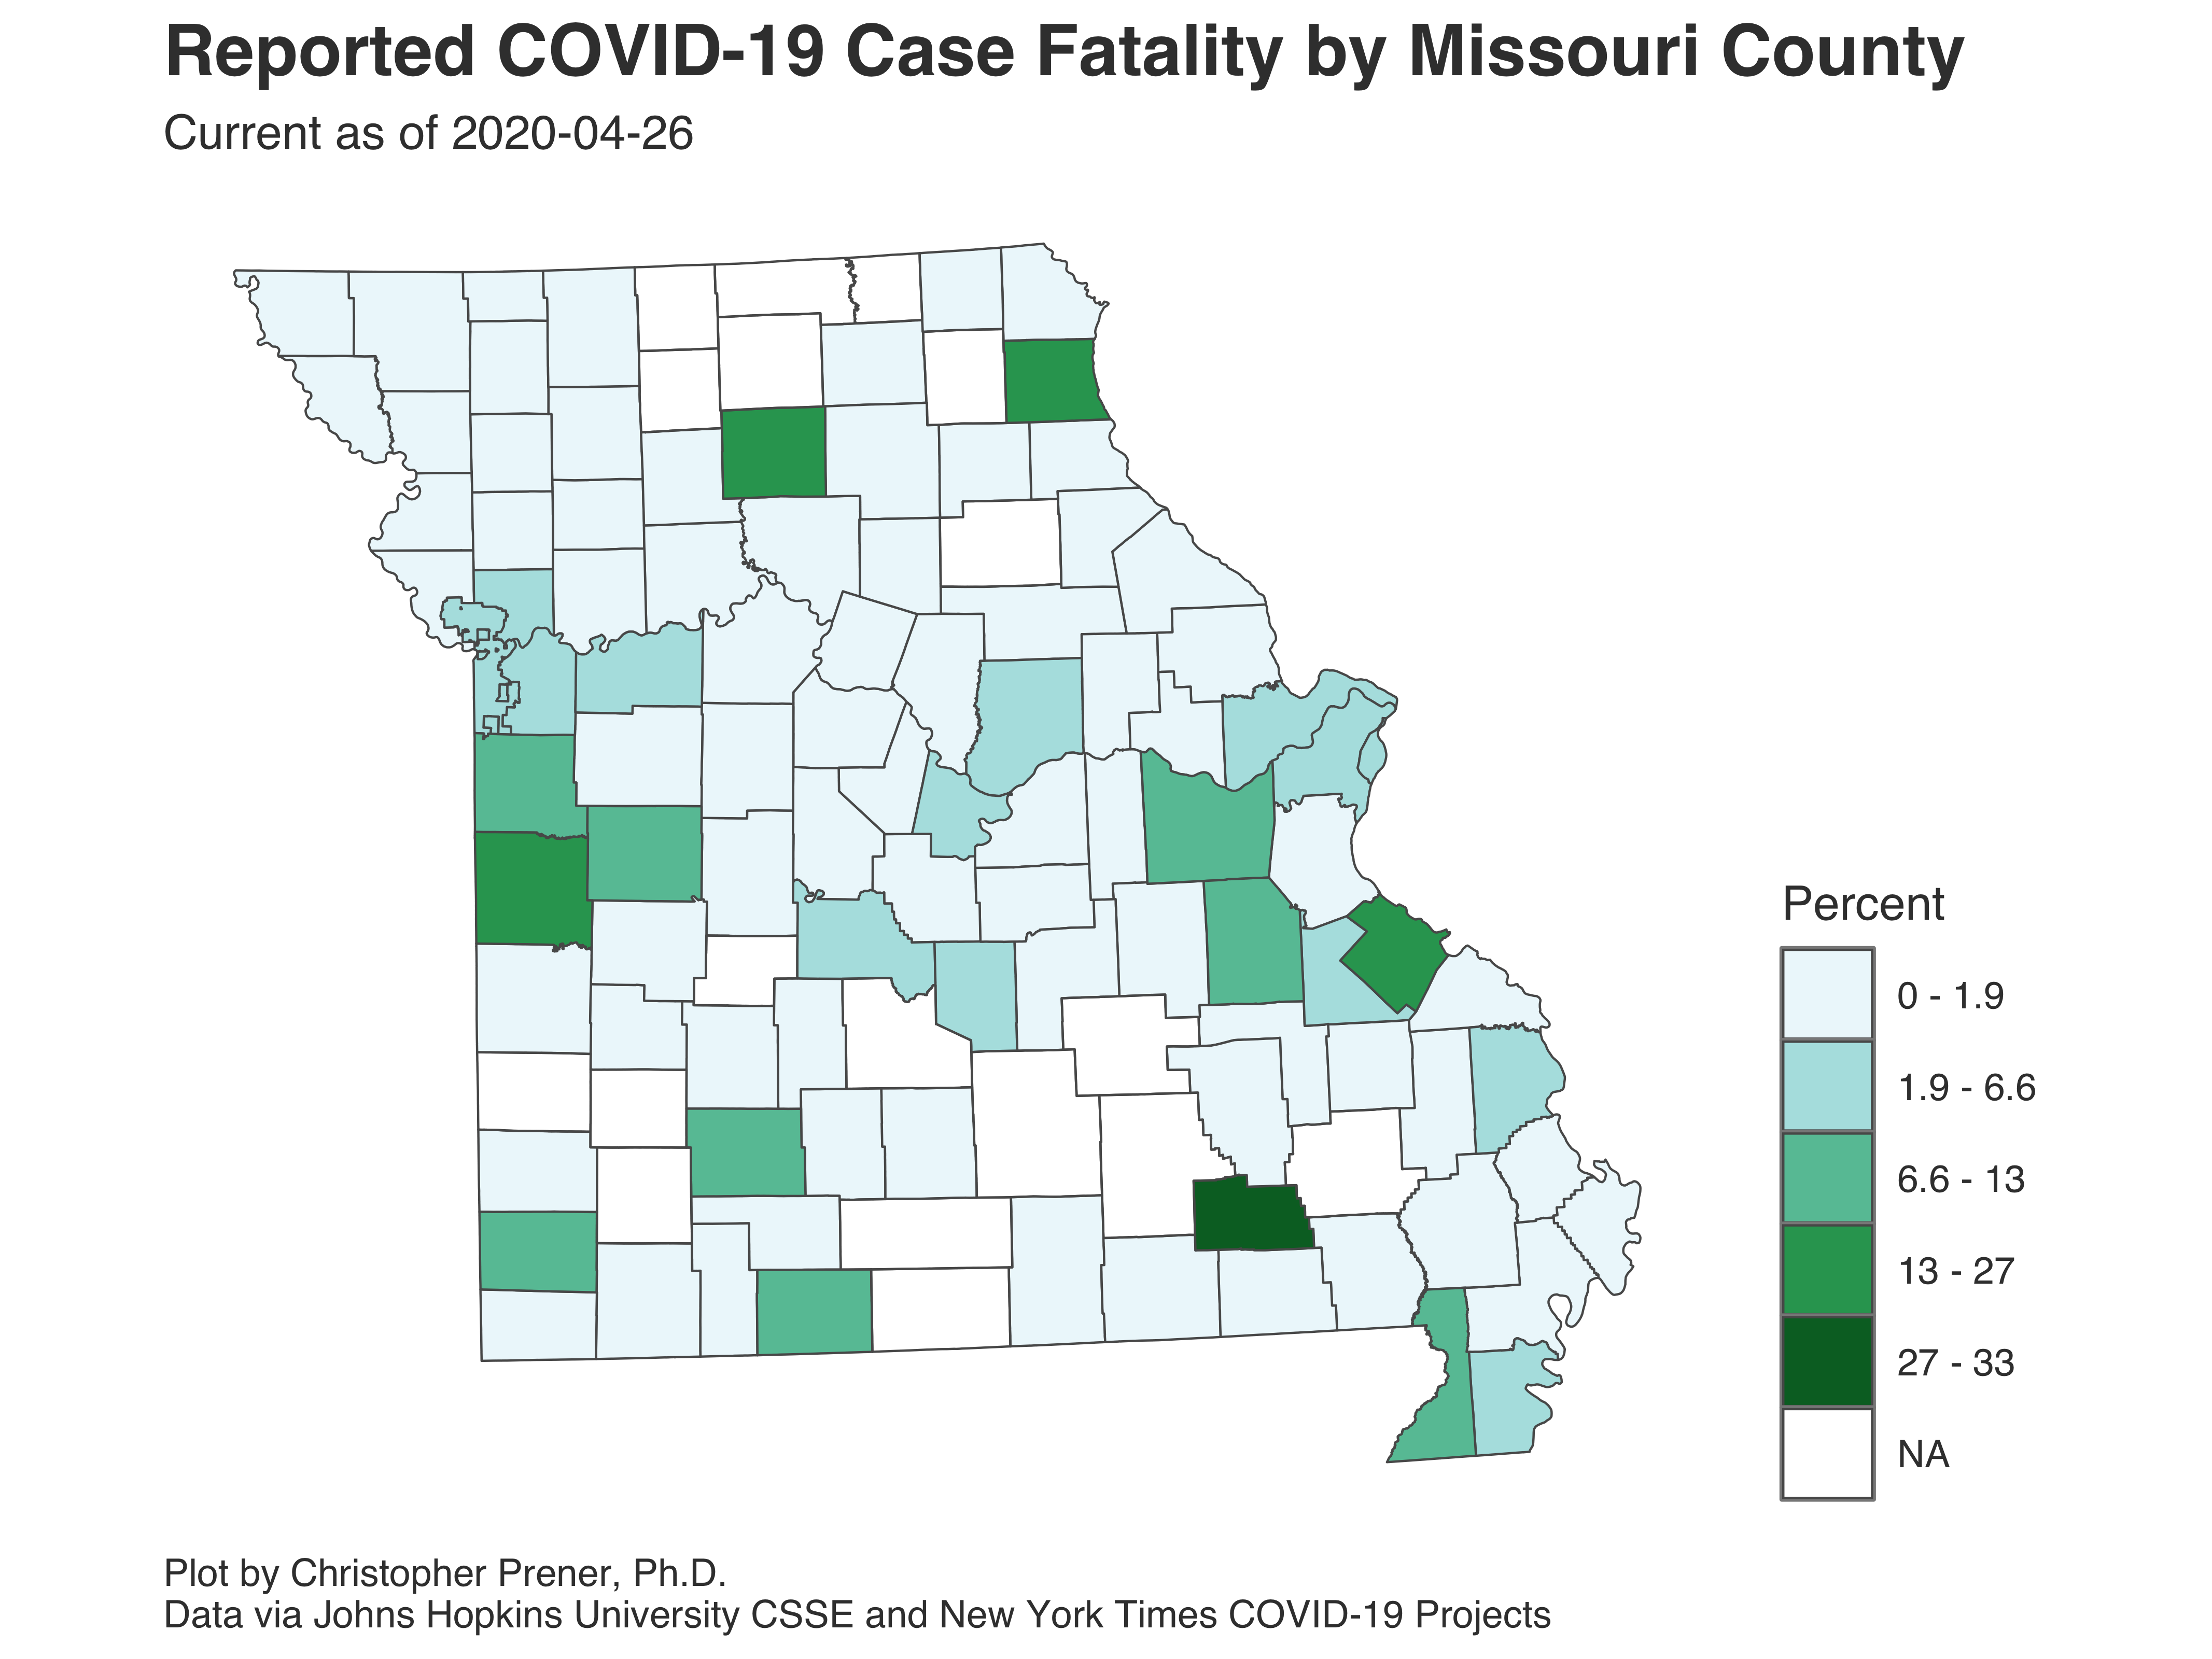 Reported COVID-19 Case Fatality by Missouri County
Current as of 2020-04-26
Percent
0 - 1.9
1.9 - 6.6
6.6 - 13
13 - 27
27 - 33
NA
Plot by Christopher Prener, Ph.D.
Data via Johns Hopkins University CSSE and New York Times COVID-19 Projects